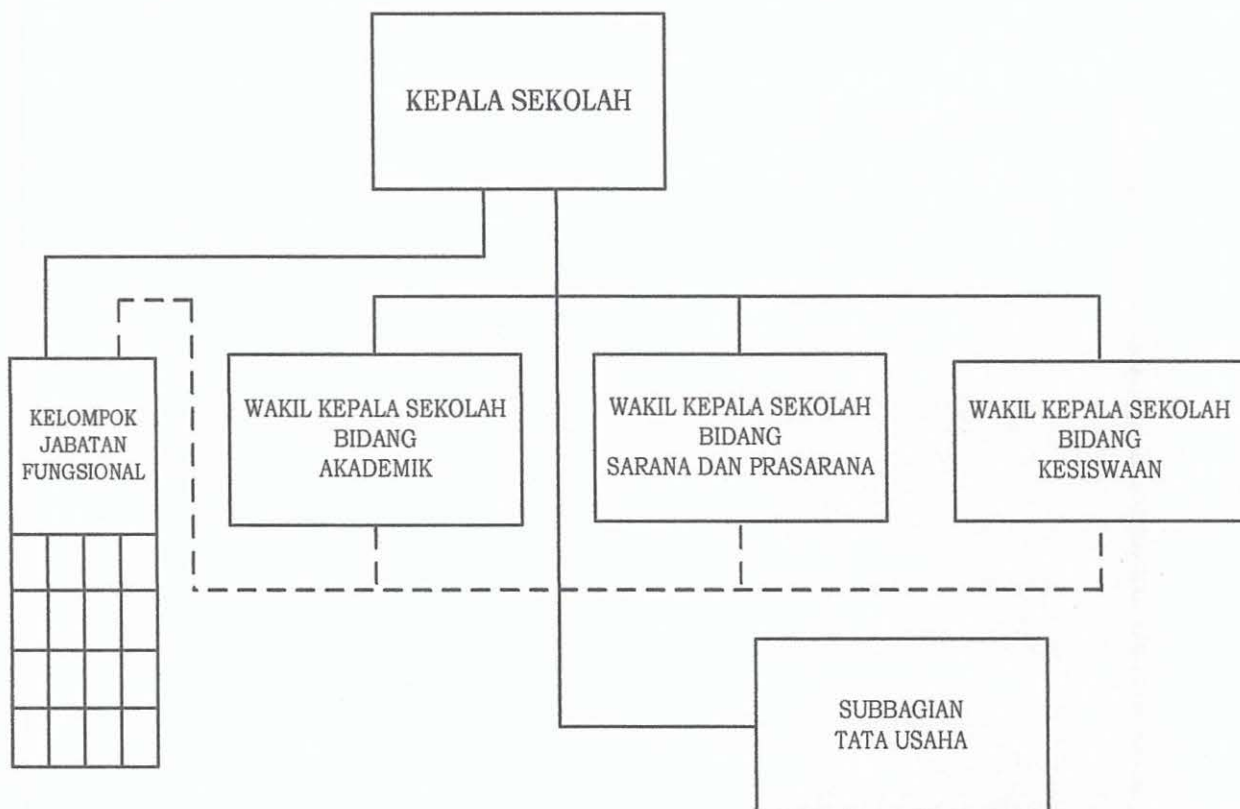 KEPALA SEKOLAH
KELOMPOK
JABATAN
FUNGSIONAL
WAKIL KEPALA SEKOLAH
BIDANG
AKADEMIK
WAKIL KEPALA SEKOLAH
BIDANG
SARANA DAN PRASARANA
WAKIL KEPALA SEKOLAH
BIDANG
KESISWAAN
SUBBAGIAN
TATA USAHA